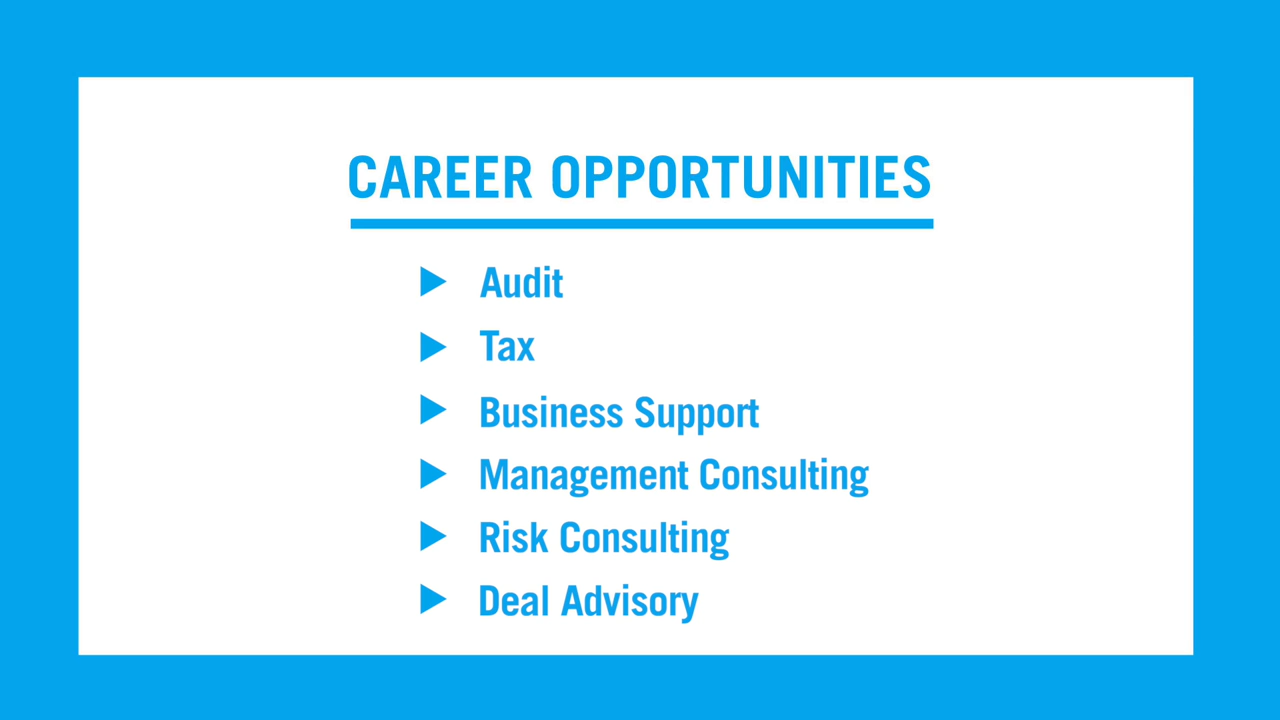 CAREER OPPORTUNITIES
Audit
Tax
Business Support
Management Consulting
Risk Consulting
Deal Advisory